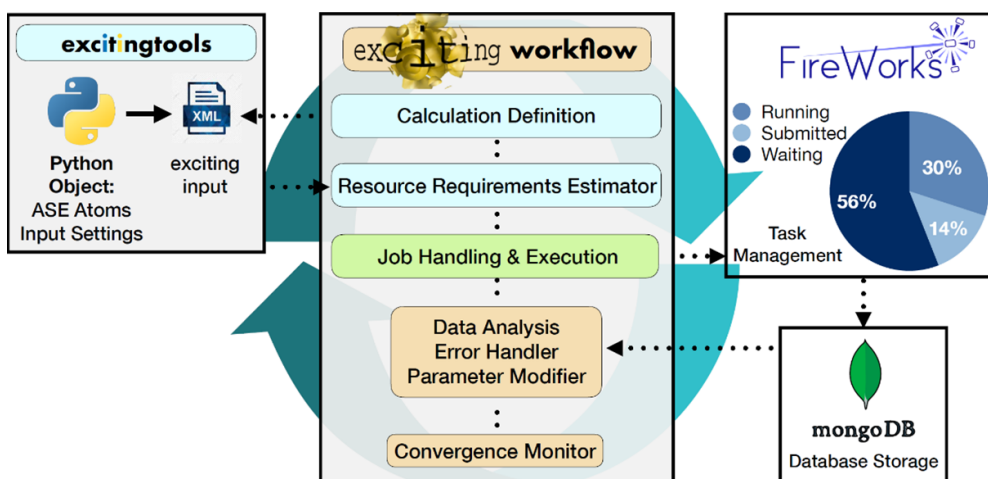 excitingtools
XML
Python
Object:
ASE Atoms
Input Settings
exciting
input
exciting workflow
Calculation Definition
Resource Requirements Estimator
Job Handling & Execution
Data Analysis
Error Handler
Parameter Modifier
Convergence Monitor
FireWorks
Running
Submitted
Waiting
30%
56%
14%
Task
Management
mongoDB
Database Storage